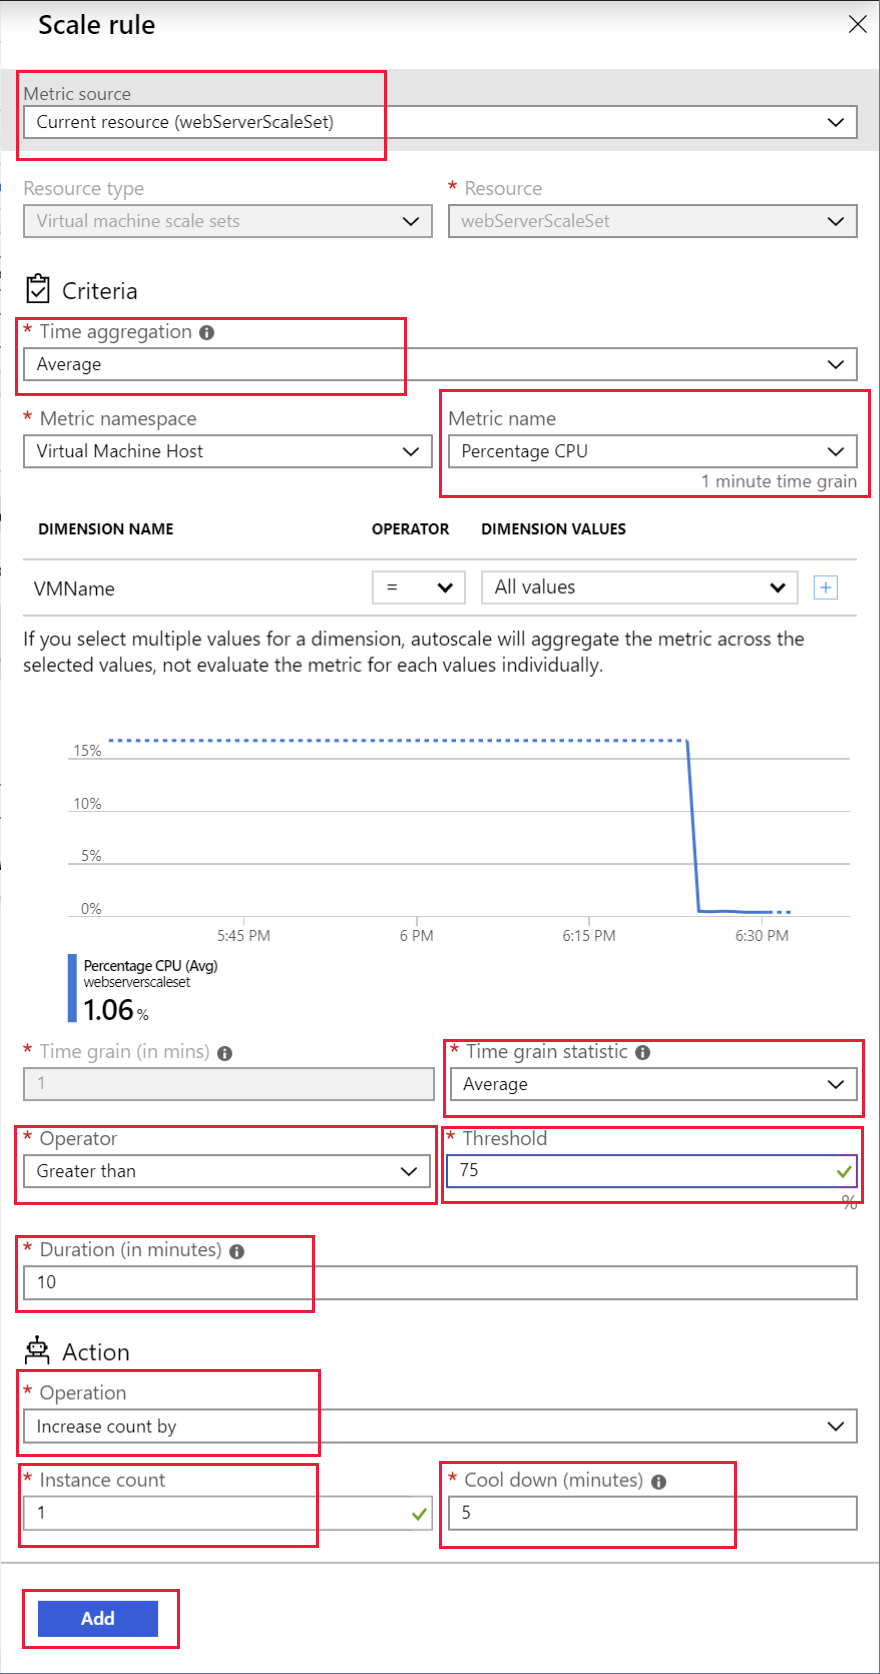 Scale rule
Metric source
Current resource (webServerScaleSet)
Resource type
* Resource
Virtual machine scale sets
webServerScaleSet
Criteria
* Time aggregation
Average
* Metric namespace
Metric name
Virtual Machine Host
Percentage CPU
1 minute time grain
DIMENSION NAME OPERATOR DIMENSION VALUES
VMName = All values
If you select multiple values for a dimension, autoscale will aggregate the metric across the
selected values, not evaluate the metric for each values individually.
15%
10%
5%
0%
5:45 PM 6 PM 6:15 PM 6:30 PM
Percentage CPU (Avg)
webserverscaleset
1.06 %
* Time grain (in mins)
* Time grain statistic
1
Average
* Operator
* Threshold
Greater than
75
%
* Duration (in minutes)
10
Action
* Operation
Increase count by
* Instance count
* Cool down (minutes)
1
5
Add